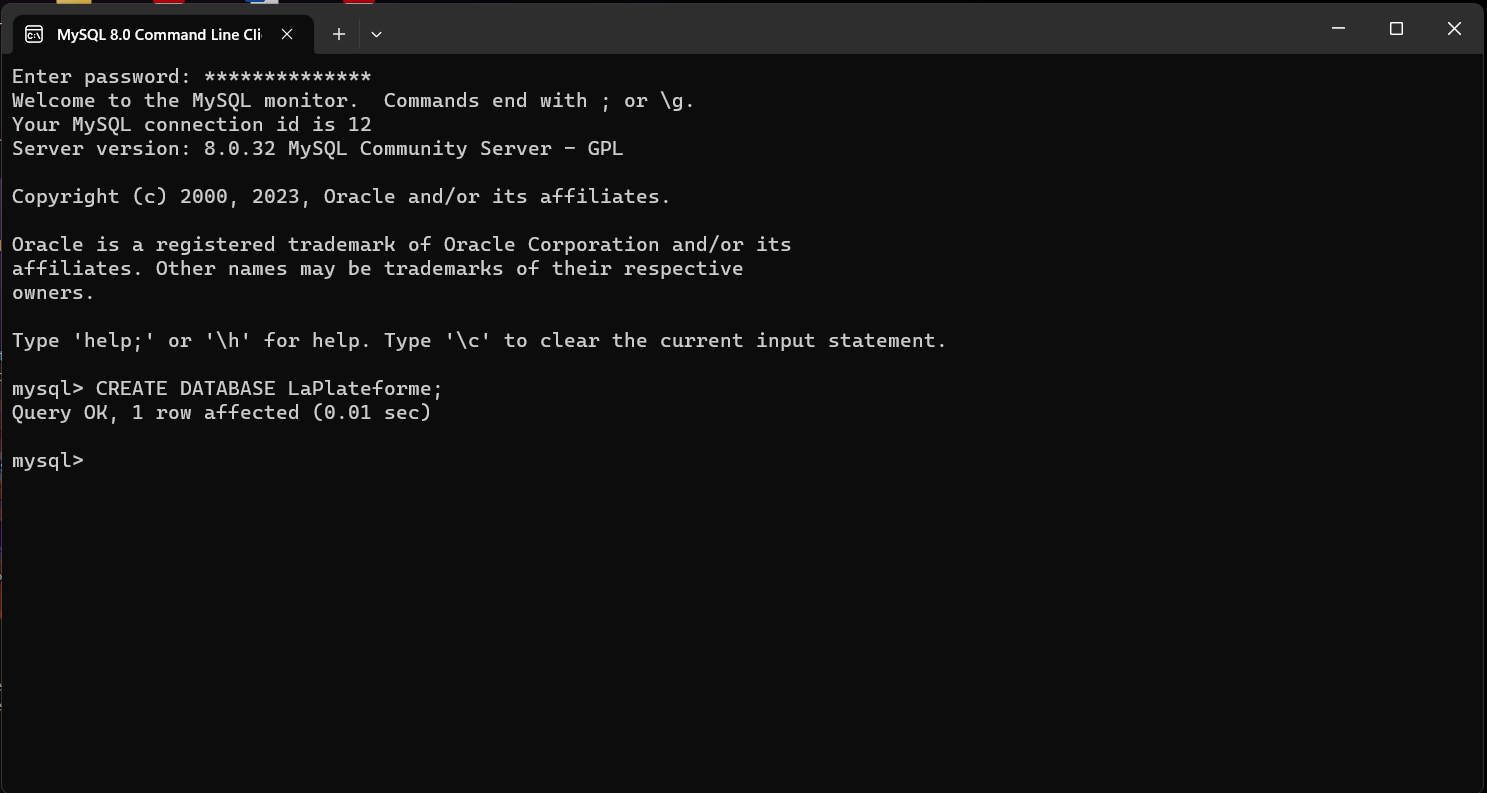 MySQL 8.0 Command Line Cli
Enter password: **************
Welcome to the MySQL monitor.  Commands end with ; or \g.
Your MySQL connection id is 12
Server version: 8.0.32 MySQL Community Server - GPL
Copyright (c) 2000, 2023, Oracle and/or its affiliates.
Oracle is a registered trademark of Oracle Corporation and/or its
affiliates. Other names may be trademarks of their respective
owners.
Type 'help;' or '\h' for help. Type '\c' to clear the current input statement.
mysql> CREATE DATABASE LaPlateforme;
Query OK, 1 row affected (0.01 sec)
mysql>